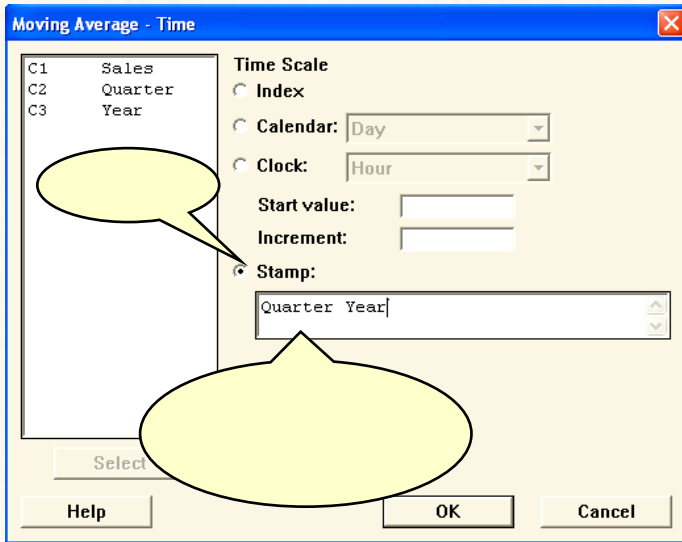 Moving Average - Time
C1 Sales
C2 Quarter
C3 Year
Time Scale
Index
Calendar: Day
Clock: Hour
Start value:
Increment:
Stamp:
Quarter Year
Select
Help
OK
Cancel